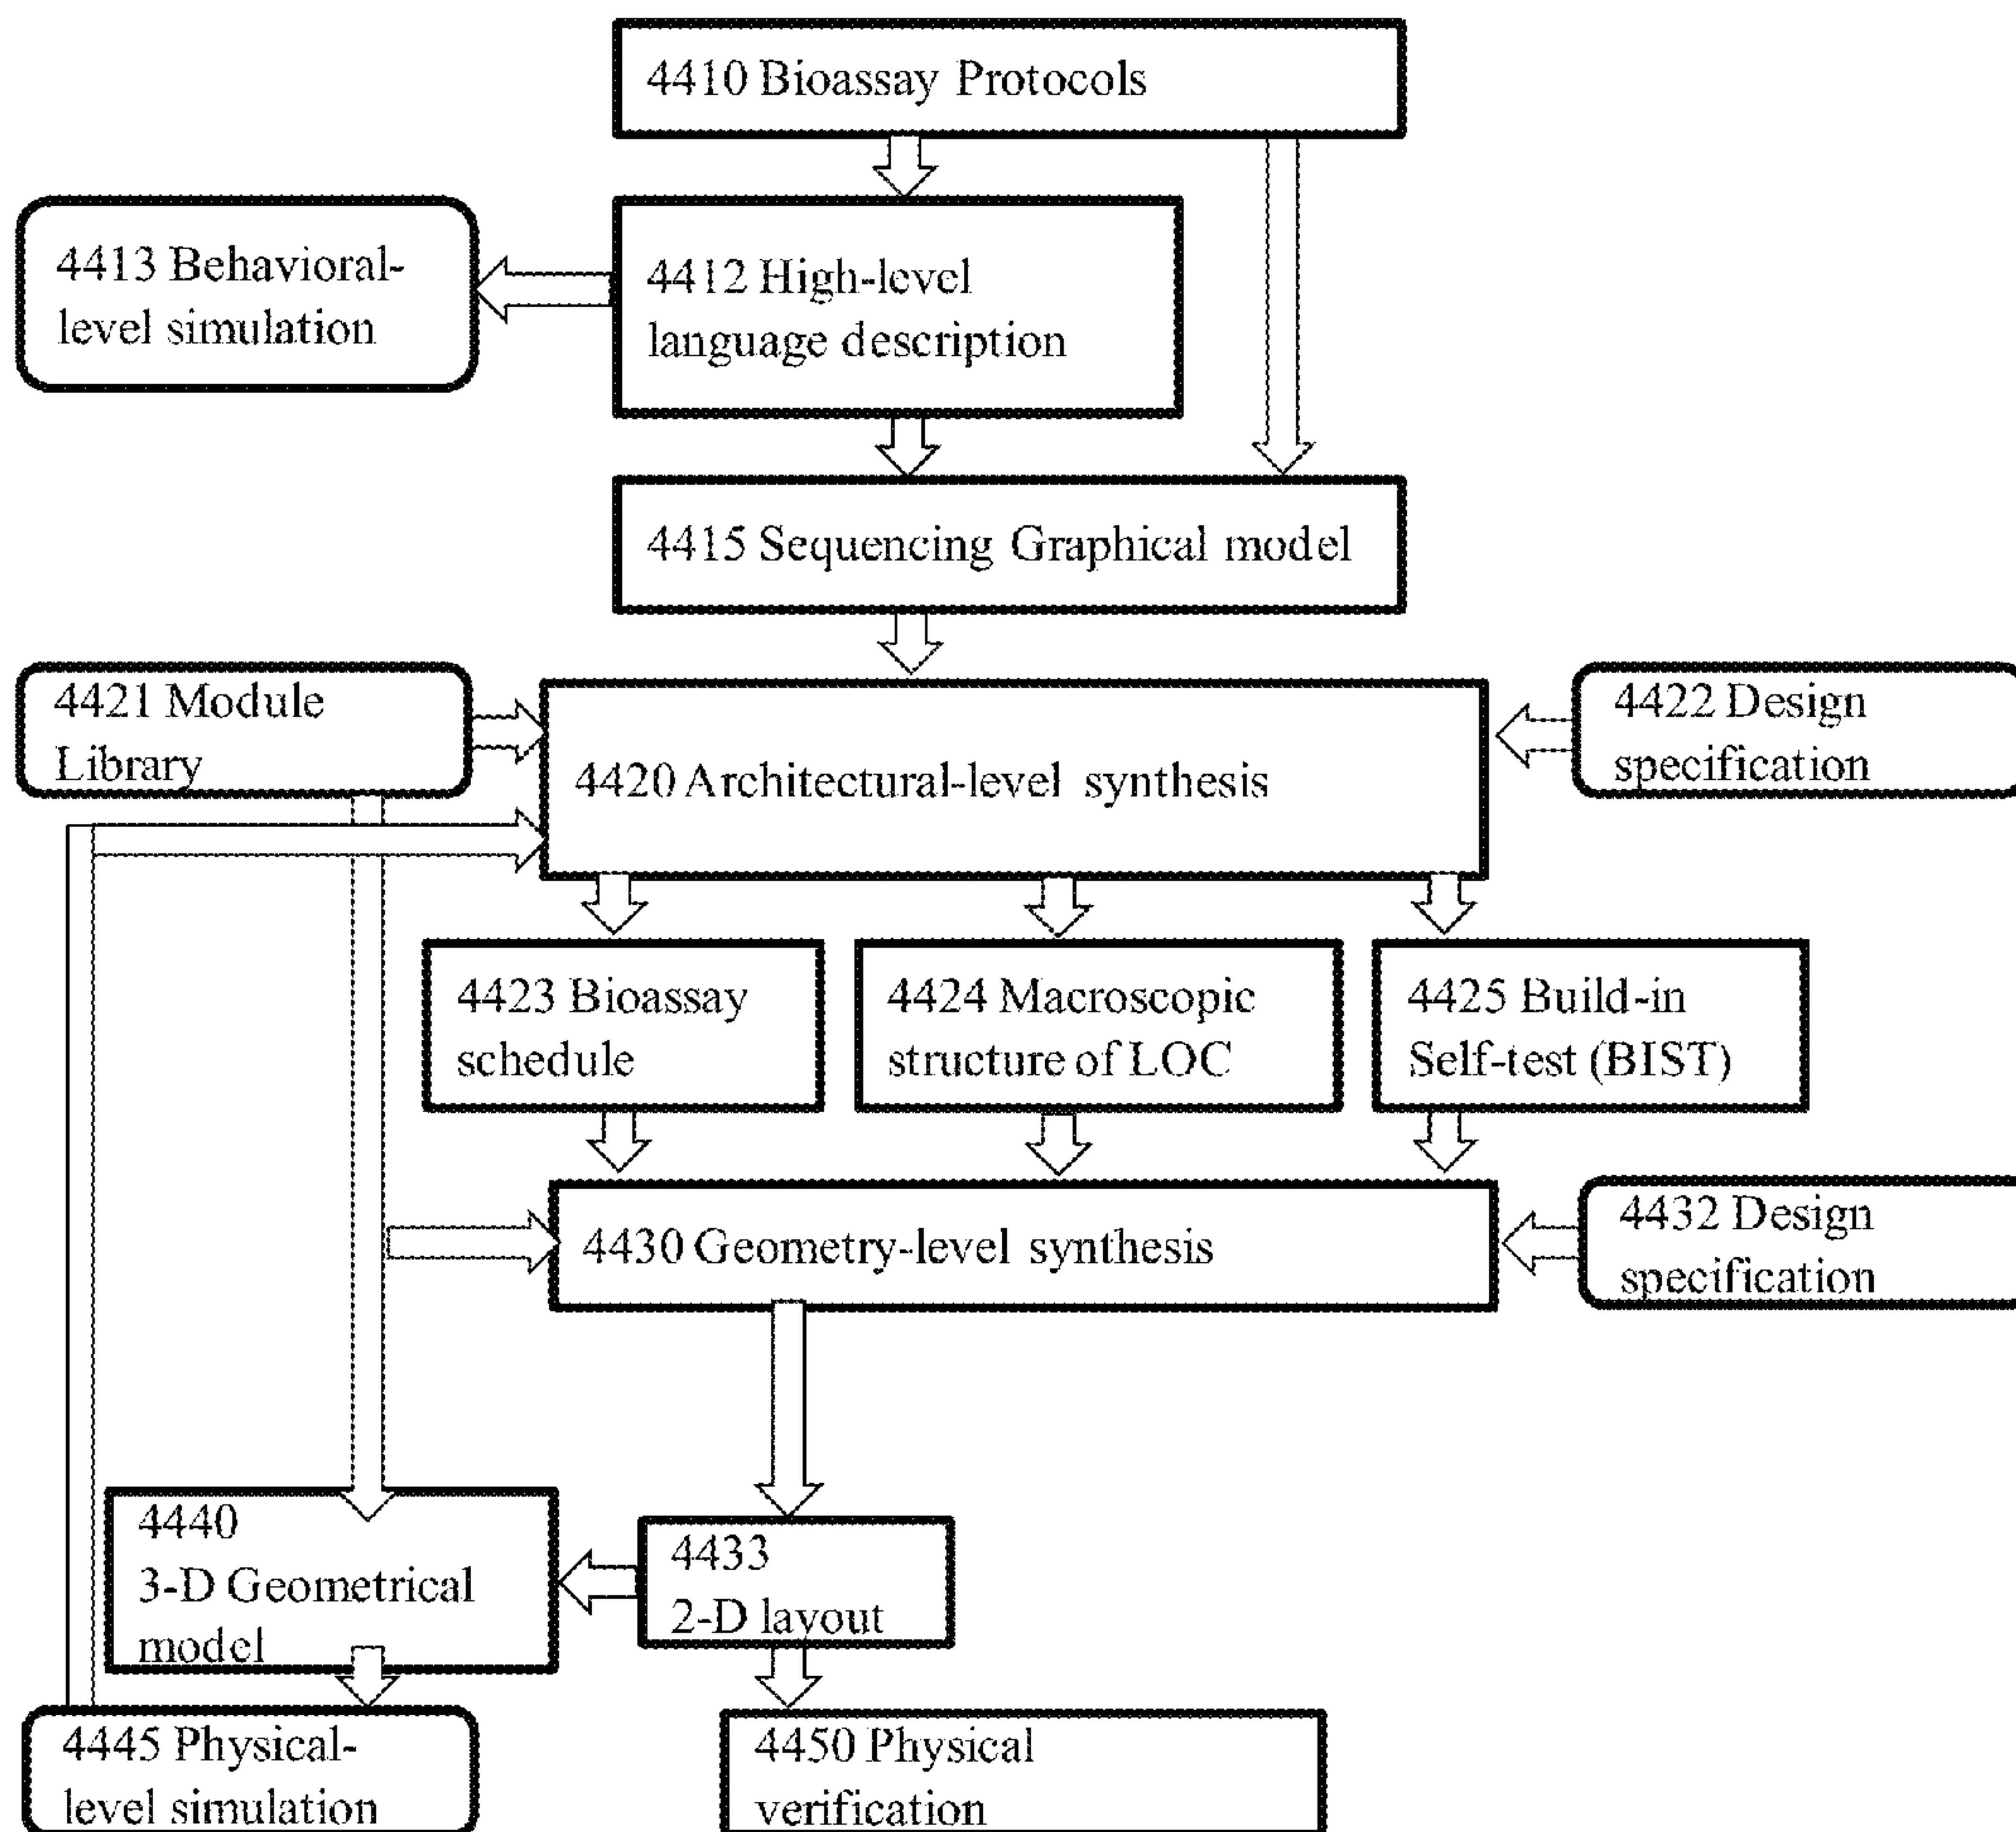 4410 Bioassay Protocols
4413 Behavioral-
level simulation
4412 High-level
language description
4415 Sequencing Graphical model
4421 Module
Library
4420 Architectural-level synthesis
4422 Design
specification
4423 Bioassay
schedule
4424 Macroscopic
structure of LOC
4425 Build-in
Self-test (BIST)
4430 Geometry-level synthesis
4432 Design
specification
4440
3-D Geometrical
model
4433
2-D layout
4445 Physical-
level simulation
4450 Physical
verification